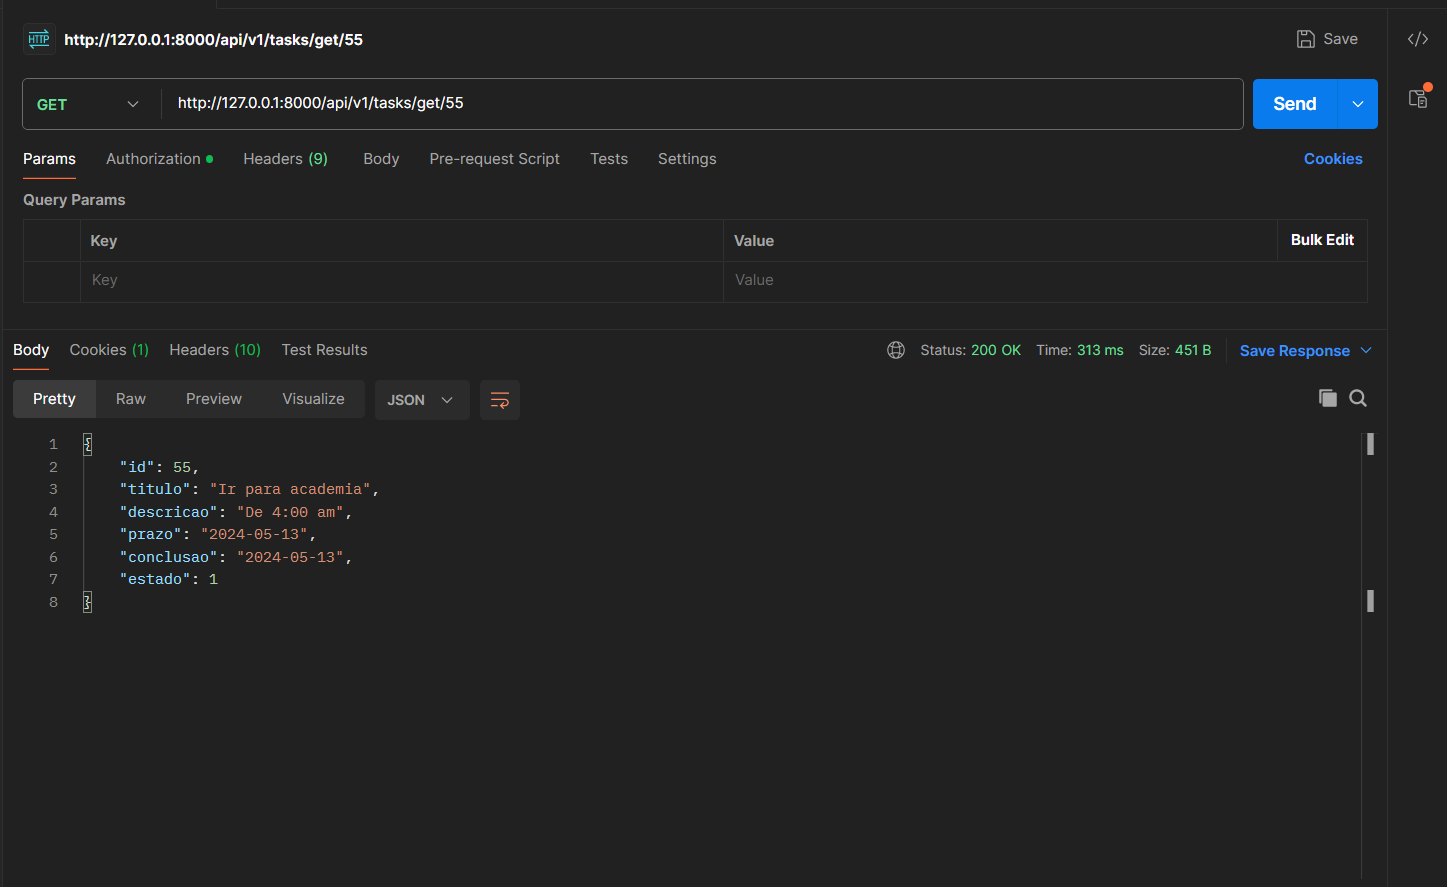 HTTP http://127.0.0.1:8000/api/v1/tasks/get/55 Save
GET http://127.0.0.1:8000/api/v1/tasks/get/55 Send
Params Authorization Headers (9) Body Pre-request Script Tests Settings Cookies
Query Params
Key Value Bulk Edit
Key Value
Body Cookies (1) Headers (10) Test Results Status: 200 OK Time: 313 ms Size: 451 B Save Response
Pretty Raw Preview Visualize JSON
1 {
2 "id": 55,
3 "titulo": "Ir para academia",
4 "descricao": "De 4:00 am",
5 "prazo": "2024-05-13",
6 "conclusao": "2024-05-13",
7 "estado": 1
8 }